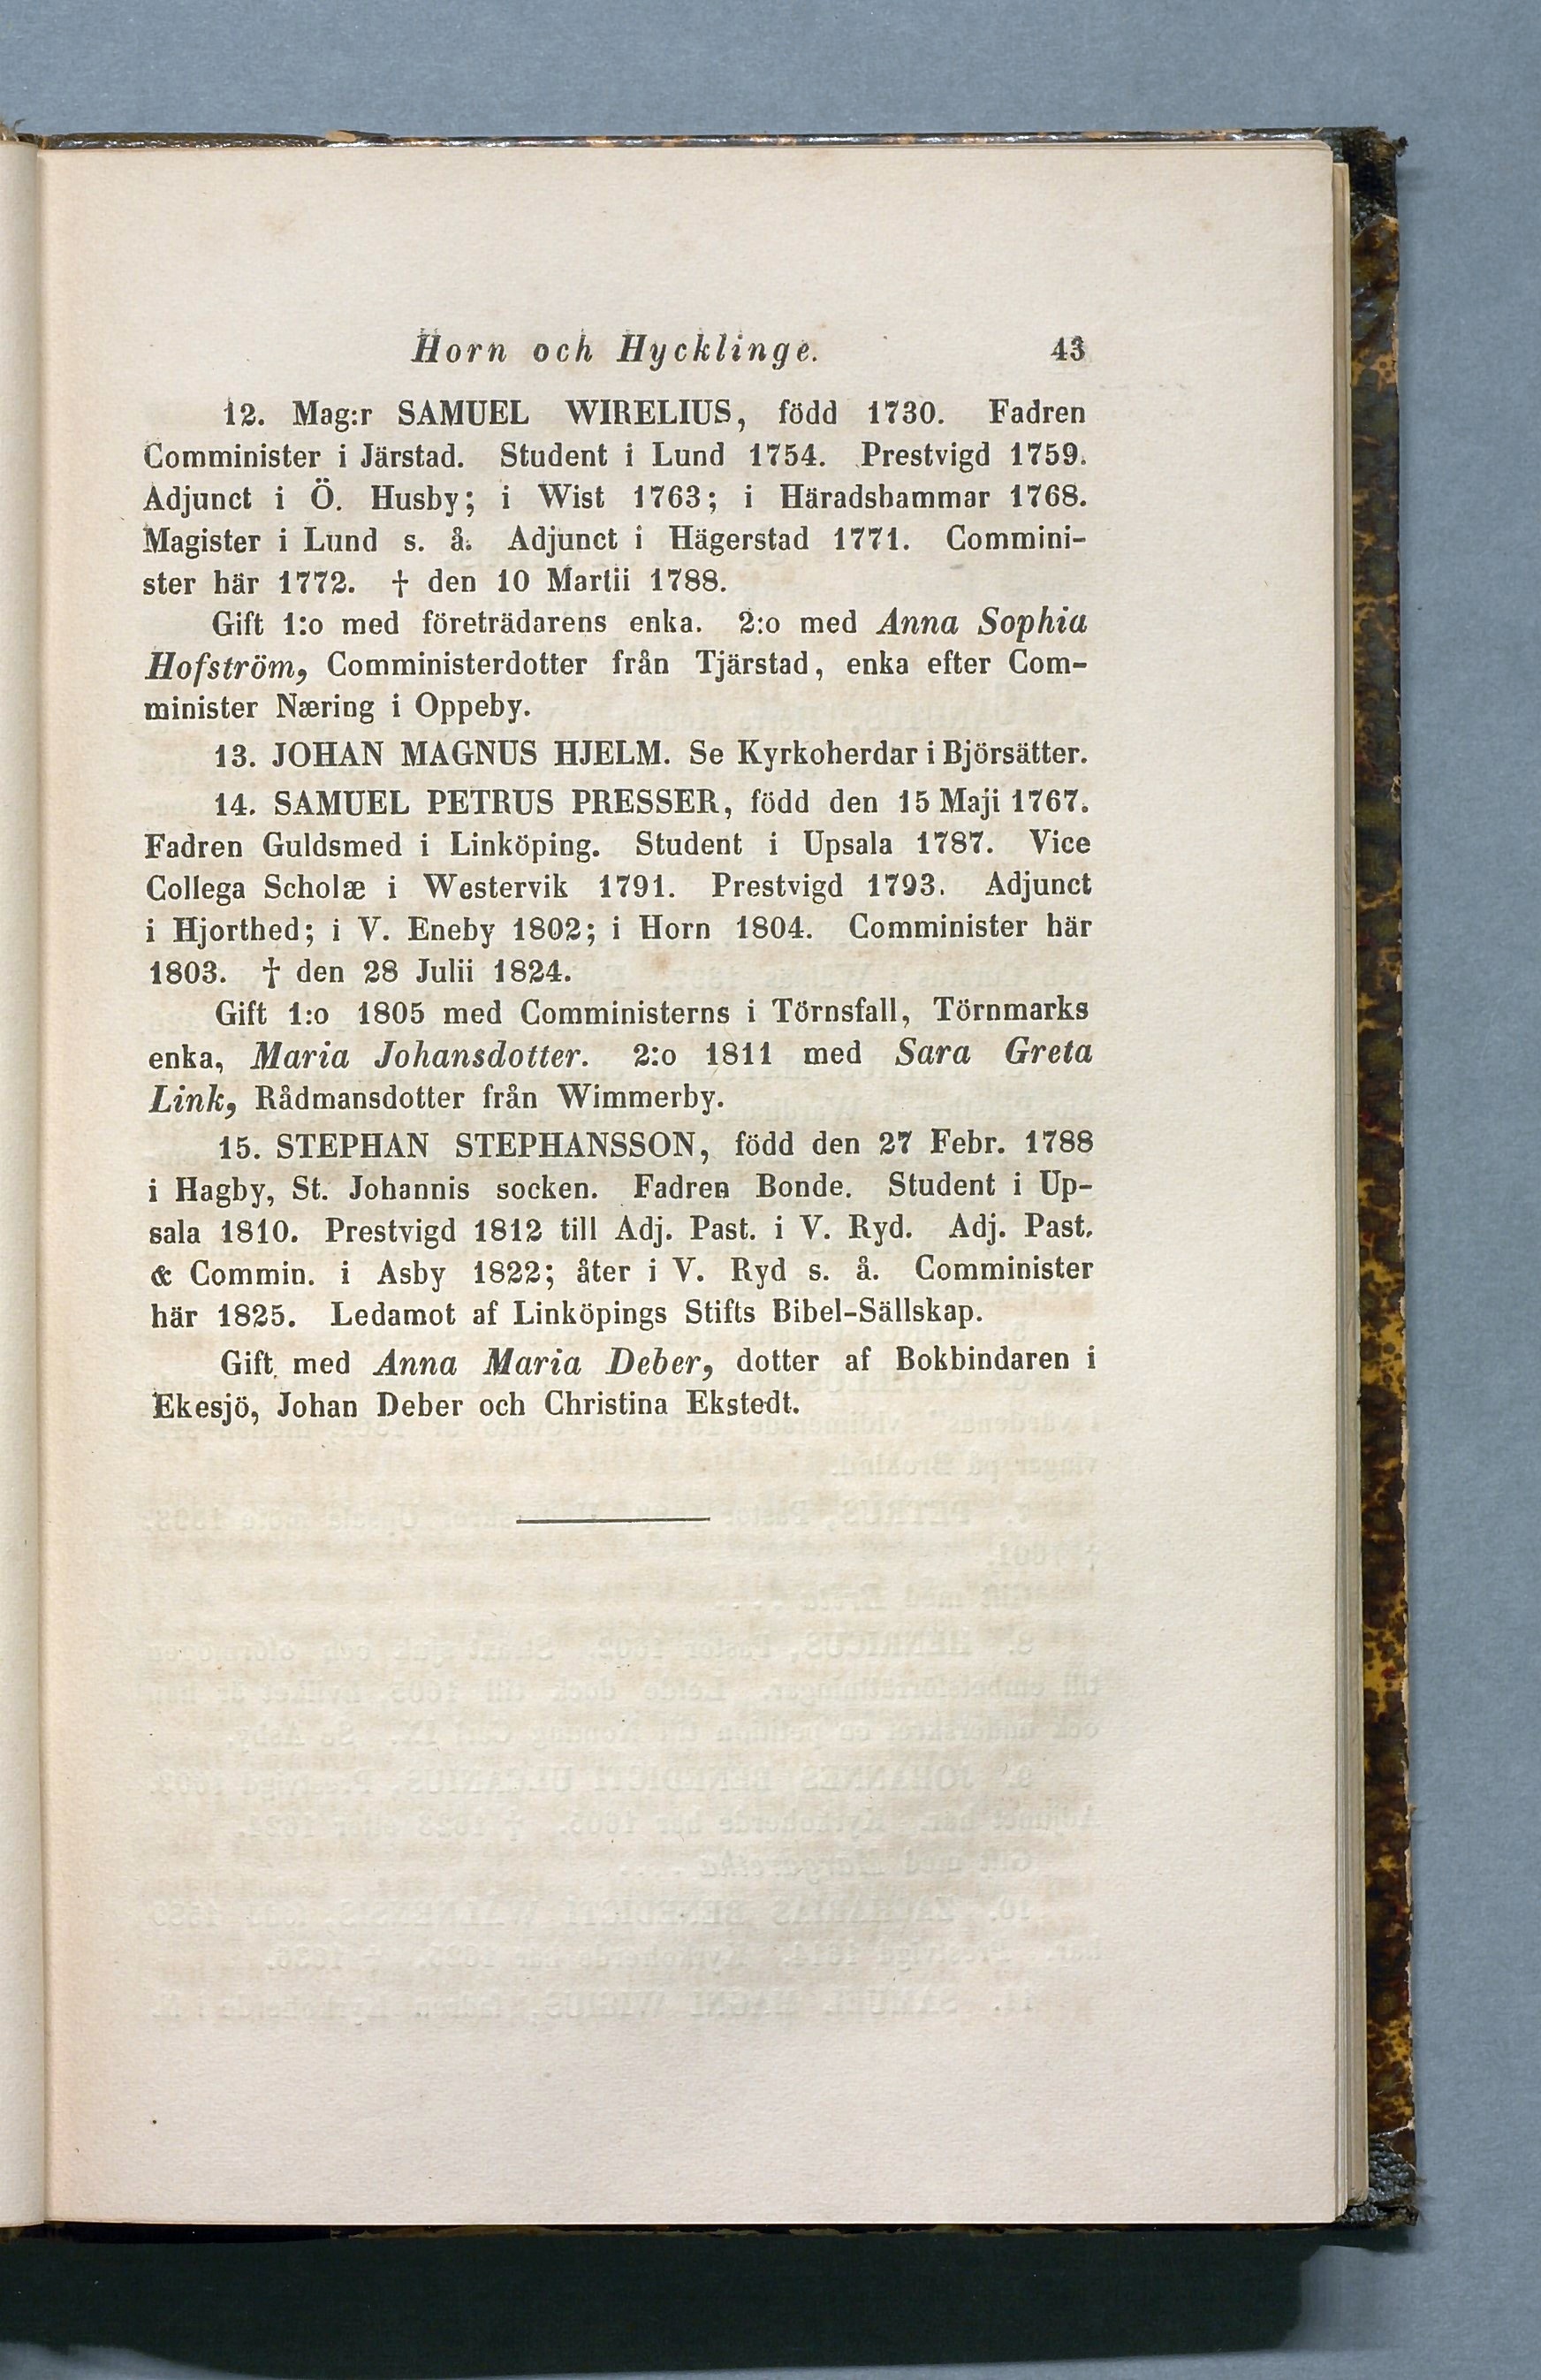 Horn och Hycklinge. 43
12. Mag:r SAMUEL WIRELIUS, född 1730. Fadren
Comminister i Järstad. Student i Lund 1754. Prestvigd 1759.
Adjunct i Ö. Husby; i Wist 1763; i Häradshammar 1768.
Magister i Lund s. å. Adjunct i Hägerstad 1771. Commini-
ster här 1772. † den 10 Martii 1788.
Gift 1:o med företrädarens enka. 2:o med Anna Sophia
Hofström, Comministerdotter från Tjärstad, enka efter Com-
minister Næring i Oppeby.
13. JOHAN MAGNUS HJELM. Se Kyrkoherdar i Björsätter.
14. SAMUEL PETRUS PRESSER, född den 15 Maji 1767.
Fadren Guldsmed i Linköping. Student i Upsala 1787. Vice
Collega Scholæ i Westervik 1791. Prestvigd 1793. Adjunct
i Hjorthed; i V. Eneby 1802; i Horn 1804. Comminister här
1803. † den 28 Julii 1824.
Gift 1:o 1805 med Comministerns i Törnsfall, Törnmarks
enka, Maria Johansdotter. 2:o 1811 med Sara Greta
Link, Rådmansdotter från Wimmerby.
15. STEPHAN STEPHANSSON, född den 27 Febr. 1788
i Hagby, St. Johannis socken. Fadren Bonde. Student i Up-
sala 1810. Prestvigd 1812 till Adj. Past. i V. Ryd. Adj. Past.
& Commin. i Asby 1822; åter i V. Ryd s. å. Comminister
här 1825. Ledamot af Linköpings Stifts Bibel-Sällskap.
Gift med Anna Maria Deber, dotter af Bokbindaren i
Ekesjö, Johan Deber och Christina Ekstedt.